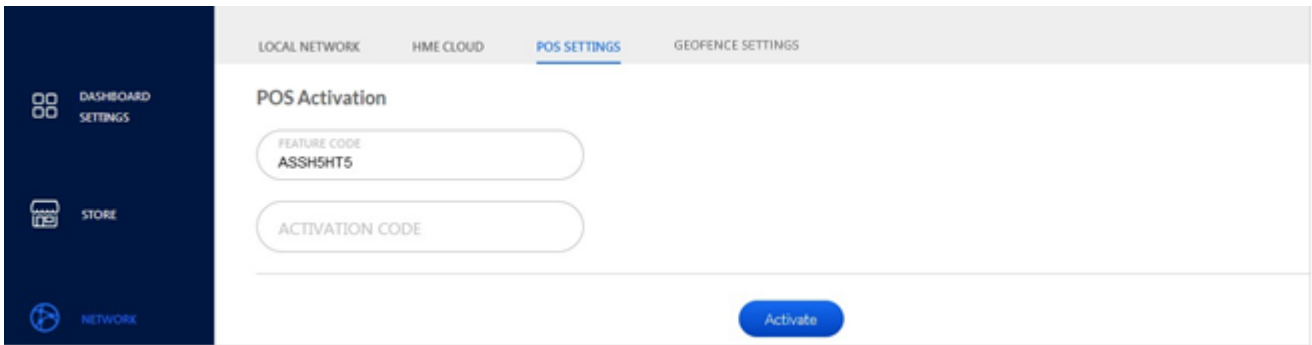 LOCAL NETWORK HME CLOUD POS SETTINGS GEOFENCE SETTINGS
DASHBOARD
SETTINGS
STORE
NETWORK
POS Activation
FEATURE CODE
ASSH5HT5
ACTIVATION CODE
Activate